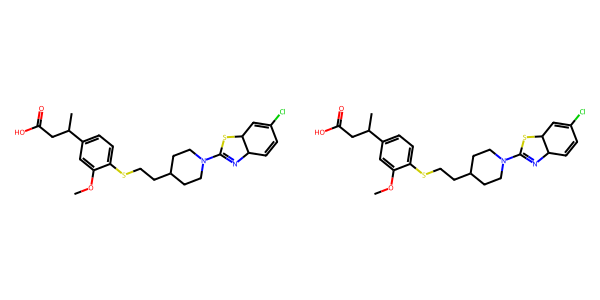 O Cl O Cl
HO S HO S
N N
N N
S S
O O